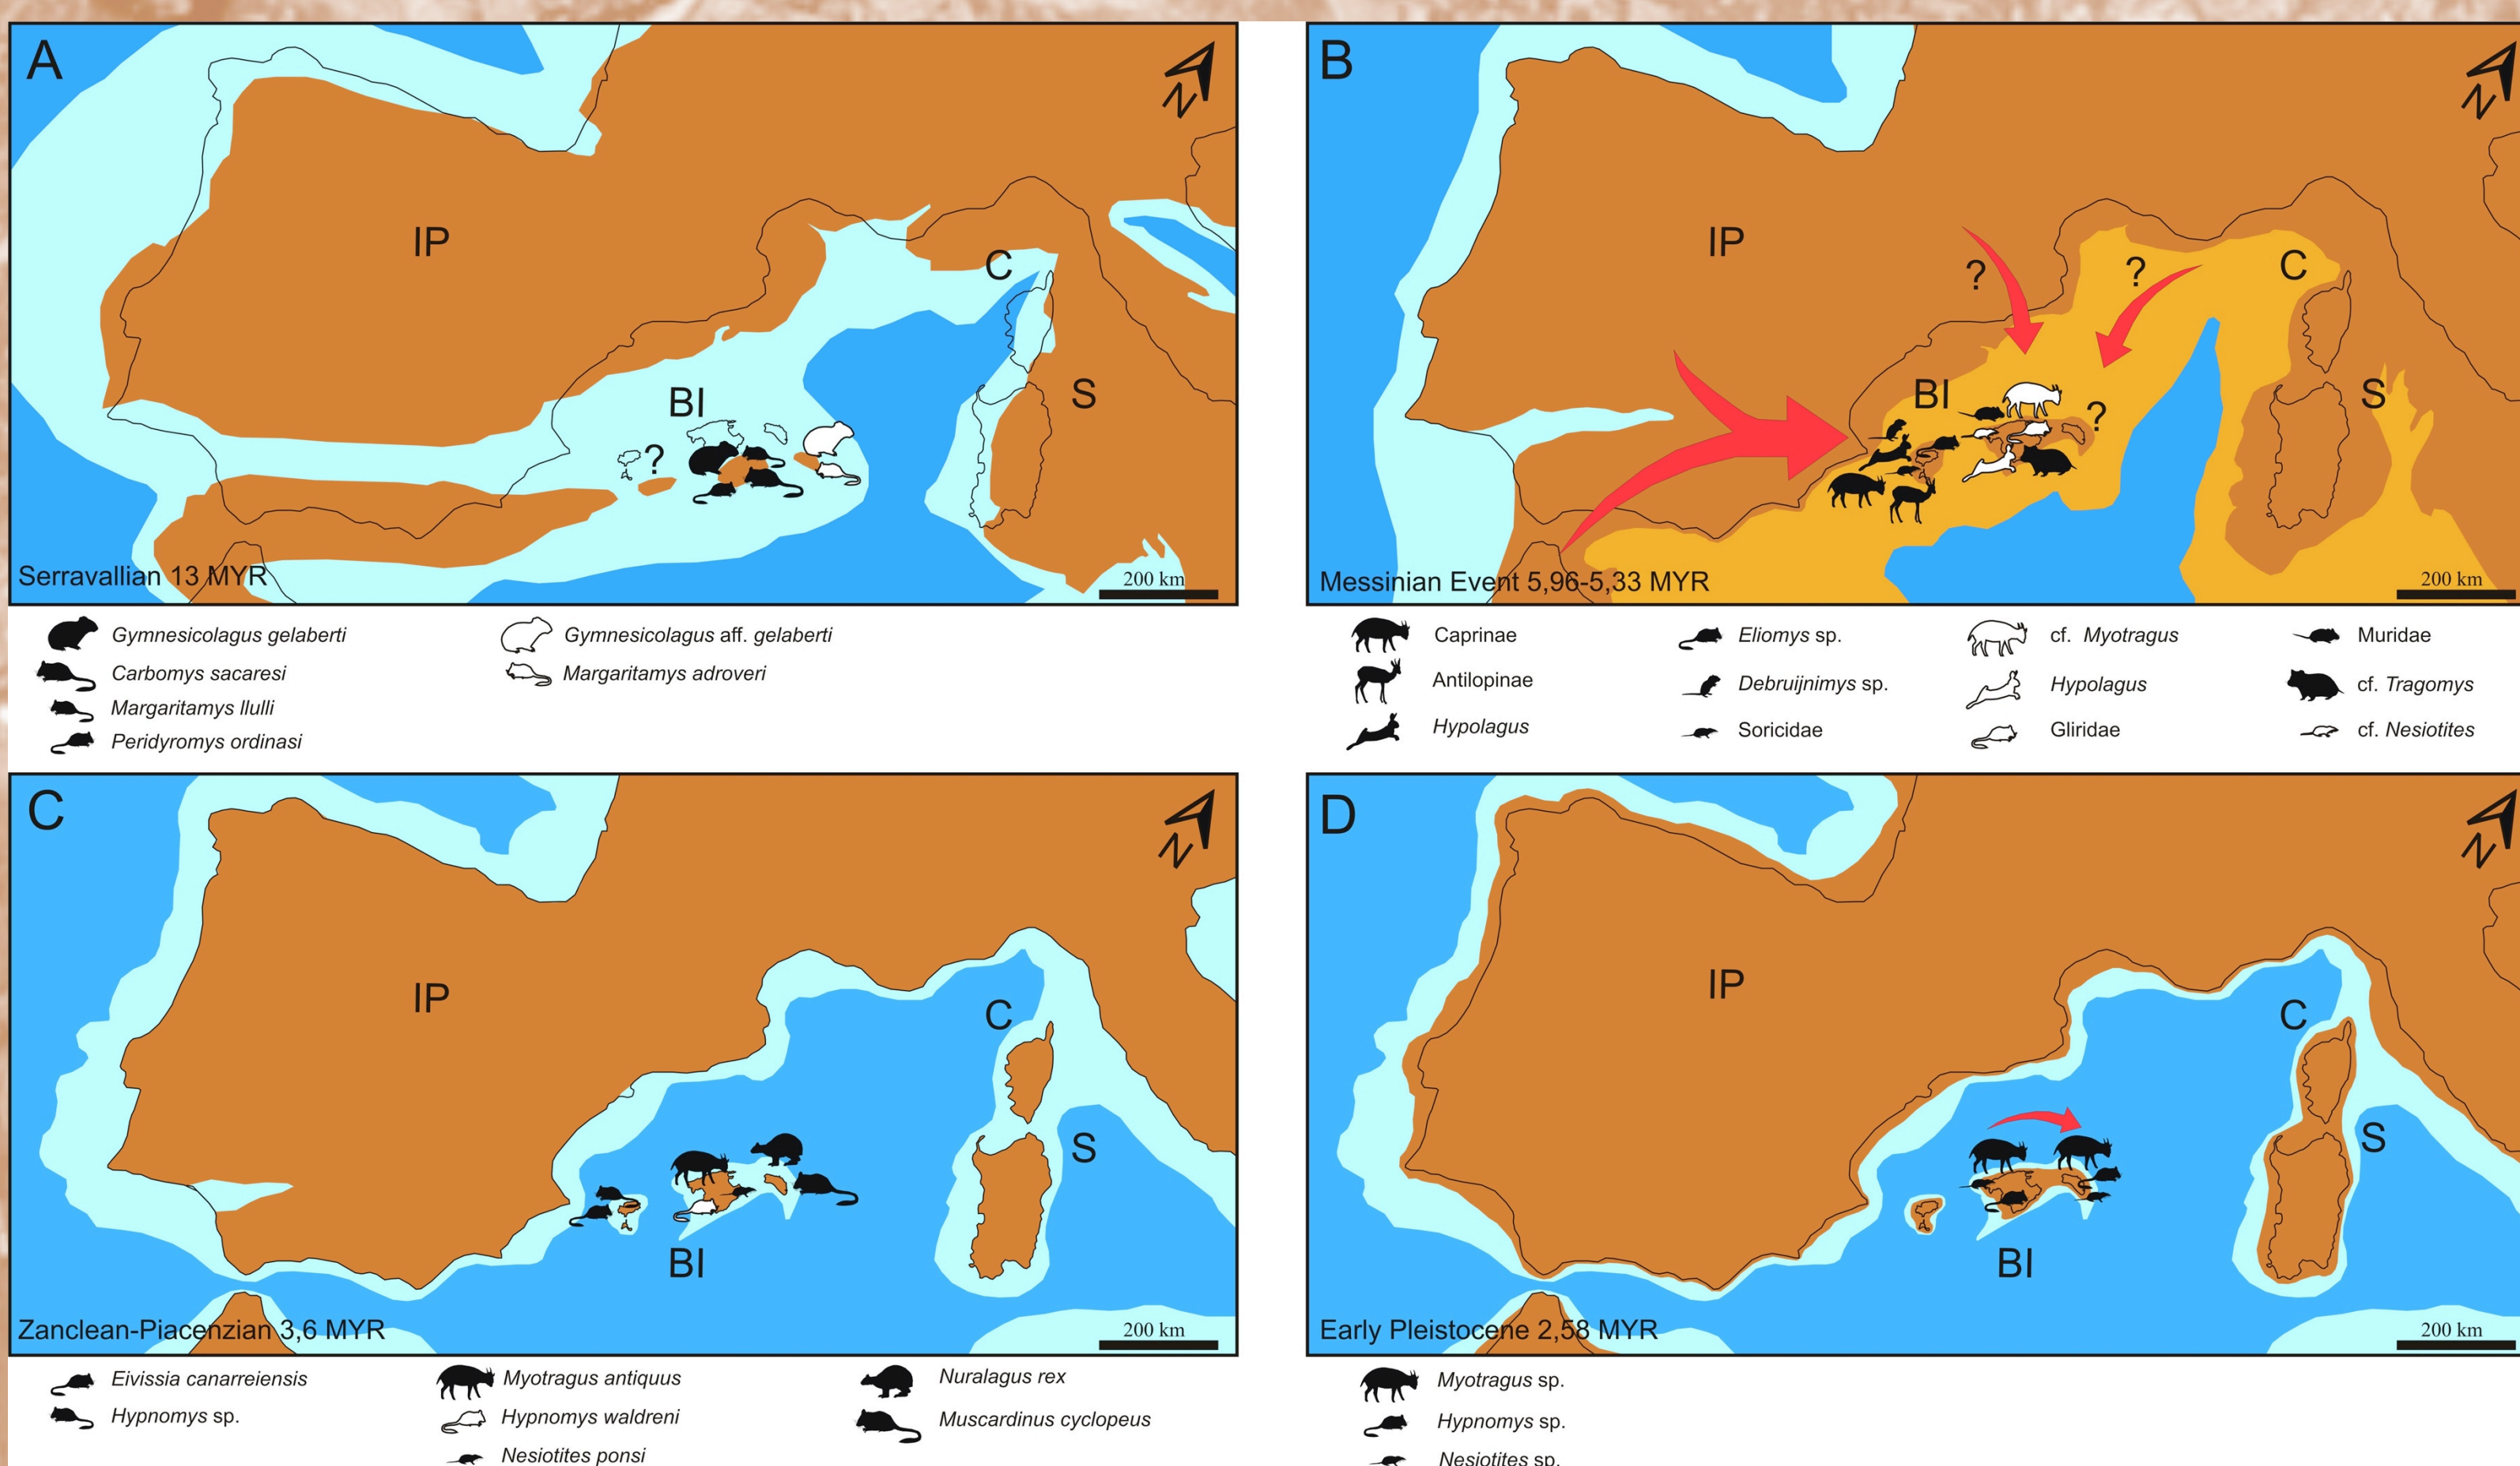 A
N
IP
C
BI
S
?
Serravallian 13 MYR
200 km
Gymnesicolagus gelaberti
Carbomys sacaresi
Margaritamys llulli
Peridyromys ordinasi
Gymnesicolagus aff. gelaberti
Margaritamys adroveri
B
N
IP
?
?
C
BI
S
?
Messinian Event 5,96-5,33 MYR
200 km
Caprinae
Antilopinae
Hypolagus
Eliomys sp.
Debruijnimys sp.
Soricidae
cf. Myotragus
Hypolagus
Gliridae
Muridae
cf. Tragomys
cf. Nesiotites
C
N
IP
C
S
BI
Zanclean-Piacenzian 3,6 MYR
200 km
Eivissia canarreiensis
Hypnomys sp.
Myotragus antiquus
Hypnomys waldreni
Nesiotites ponsi
Nuralagus rex
Muscardinus cyclopeus
D
N
IP
C
S
BI
Early Pleistocene 2,58 MYR
200 km
Myotragus sp.
Hypnomys sp.
Nesiotites sp.